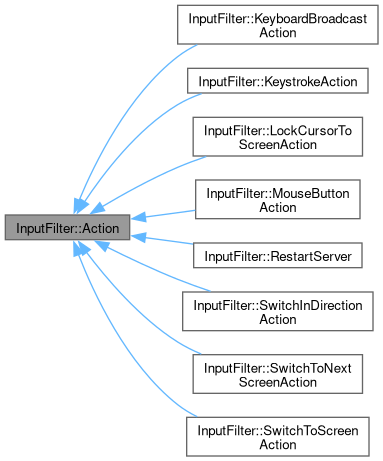 InputFilter::KeyboardBroadcast
Action
InputFilter::KeystrokeAction
InputFilter::LockCursorTo
ScreenAction
InputFilter::MouseButton
Action
InputFilter::Action
InputFilter::RestartServer
InputFilter::SwitchInDirection
Action
InputFilter::SwitchToNext
ScreenAction
InputFilter::SwitchToScreen
Action